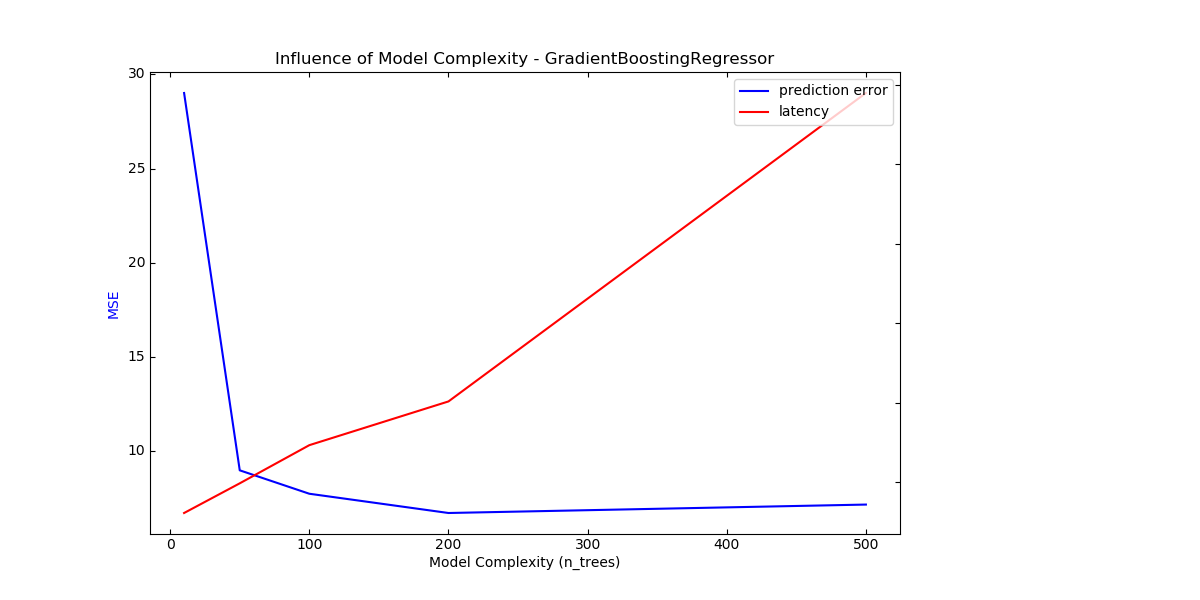 Influence of Model Complexity - GradientBoostingRegressor
prediction error
latency
30
25
20
15
10
MSE
0 100 200 300 400 500
Model Complexity (n_trees)